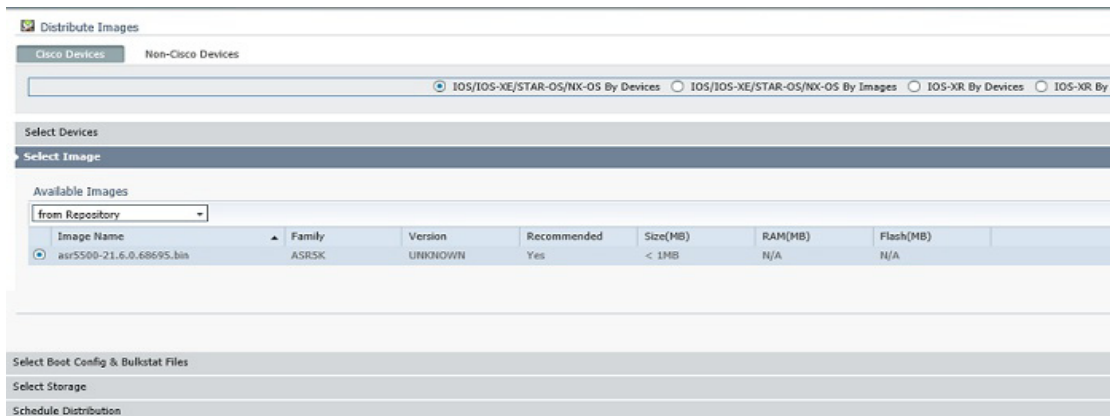 Distribute Images
Cisco Devices Non-Cisco Devices
IOS/IOS-XE/STAR-OS/NX-OS By Devices IOS/IOS-XE/STAR-OS/NX-OS By Images IOS-XR By Devices IOS-XR By
Select Devices
Select Image
Available Images
from Repository
Image Name Family Version Recommended Size(MB) RAM(MB) Flash(MB)
asr5500-21.6.0.68695.bin ASR5K UNKNOWN Yes < 1MB N/A N/A
Select Boot Config & Bulkstat Files
Select Storage
Schedule Distribution